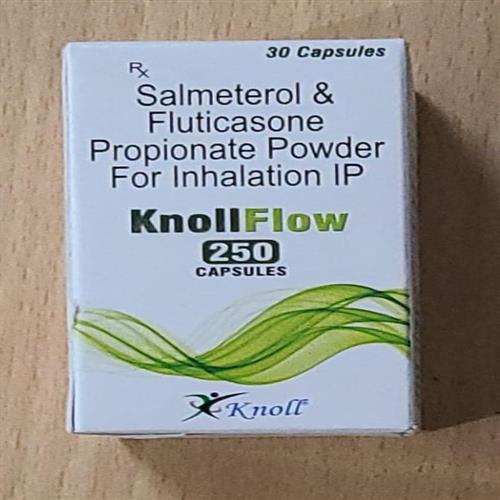 30 Capsules
Rx
Salmeterol &
Fluticasone
Propionate Powder
For Inhalation IP
KnollFlow
250
CAPSULES
Knoll®